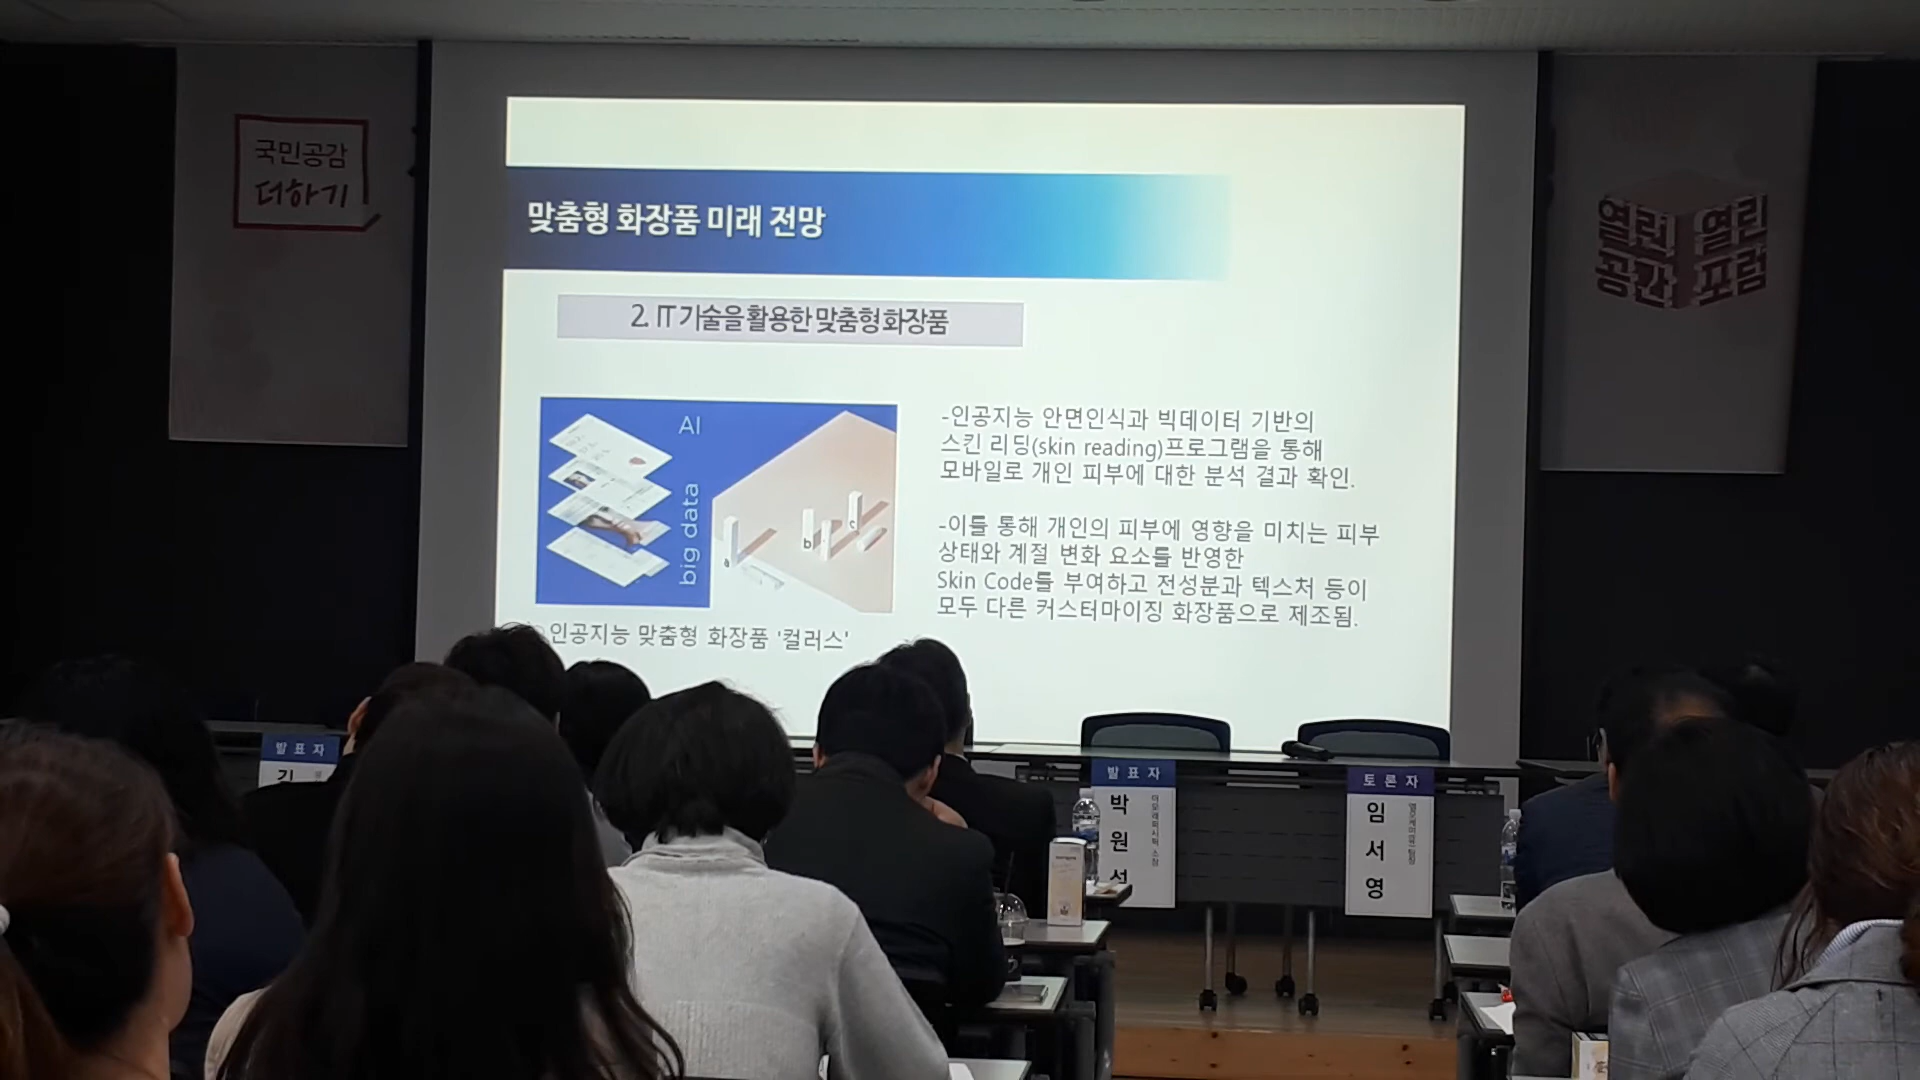 국민공감
더하기
열린 열린
공간 포럼
맞춤형 화장품 미래 전망
2. IT 기술을 활용한 맞춤형 화장품
AI
big data
a
b
c
-인공지능 안면인식과 빅데이터 기반의
스킨 리딩(skin reading)프로그램을 통해
모바일로 개인 피부에 대한 분석 결과 확인.
-이를 통해 개인의 피부에 영향을 미치는 피부
상태와 계절 변화 요소를 반영한
Skin Code를 부여하고 전성분과 텍스처 등이
모두 다른 커스터마이징 화장품으로 제조됨.
인공지능 맞춤형 화장품 '컬러스'
발표자
김
발표자
박원선
토론자
임서영